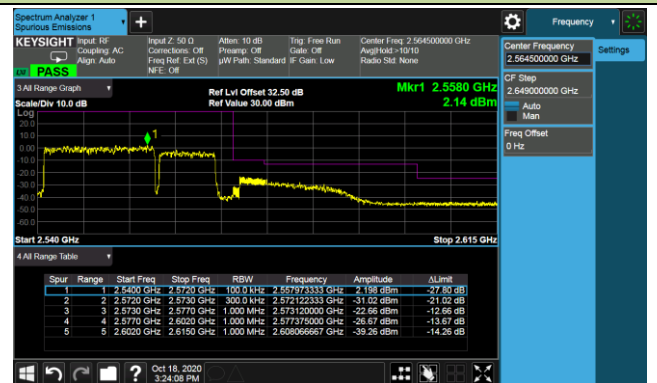 Spectrum Analyzer 1
Spurious Emissions
Frequency
KEYSIGHT Input: RF Input Z: 50 Ω Atten: 10 dB Trig: Free Run Center Freq: 2.564500000 GHz
Coupling: AC Corrections: Off Preamp: Off Gate: Off Avg|Hold:>10/10
Align: Auto Freq Ref: Ext (S) µW Path: Standard IF Gain: Low Radio Std: None
NFE: Off
LXI PASS
Center Frequency
2.564500000 GHz
Settings
CF Step
2.649000000 GHz
Auto
Man
Freq Offset
0 Hz
3 All Range Graph
Ref Lvl Offset 32.50 dB
Mkr1 2.5580 GHz
Scale/Div 10.0 dB
Ref Value 30.00 dBm
2.14 dBm
Log
20.0
10.0
0.00
-10.0
-20.0
-30.0
-40.0
-50.0
-60.0
1
Start 2.540 GHz
Stop 2.615 GHz
4 All Range Table
Spur Range Start Freq Stop Freq RBW Frequency Amplitude ΔLimit
1 1 2.5400 GHz 2.5720 GHz 100.0 kHz 2.557973333 GHz 2.198 dBm -27.80 dB
2 2 2.5720 GHz 2.5730 GHz 300.0 kHz 2.572122333 GHz -31.02 dBm -21.02 dB
3 3 2.5730 GHz 2.5770 GHz 1.000 MHz 2.573120000 GHz -22.66 dBm -12.66 dB
4 4 2.5770 GHz 2.6020 GHz 1.000 MHz 2.577375000 GHz -26.67 dBm -13.67 dB
5 5 2.6020 GHz 2.6150 GHz 1.000 MHz 2.608066667 GHz -39.26 dBm -14.26 dB
Oct 18, 2020
3:24:08 PM